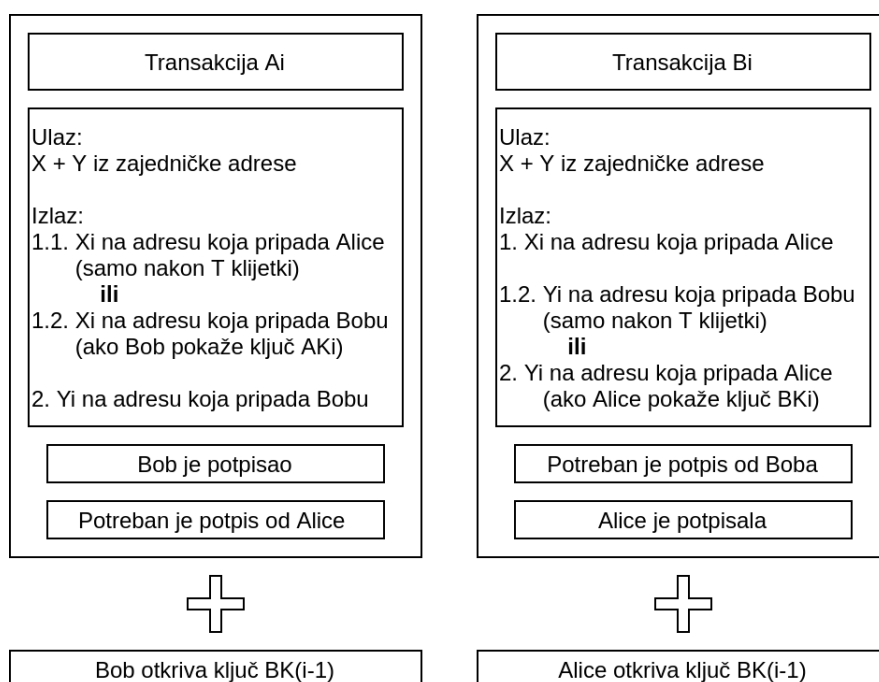 Transakcija Ai
Ulaz:
X + Y iz zajedničke adrese
Izlaz:
1.1. Xi na adresu koja pripada Alice
(samo nakon T klijetki)
ili
1.2. Xi na adresu koja pripada Bobu
(ako Bob pokaže ključ AKi)
2. Yi na adresu koja pripada Bobu
Bob je potpisao
Potreban je potpis od Alice
Bob otkriva ključ BK(i-1)
Transakcija Bi
Ulaz:
X + Y iz zajedničke adrese
Izlaz:
1. Xi na adresu koja pripada Alice
1.2. Yi na adresu koja pripada Bobu
(samo nakon T klijetki)
ili
2. Yi na adresu koja pripada Alice
(ako Alice pokaže ključ BKi)
Potreban je potpis od Boba
Alice je potpisala
Alice otkriva ključ BK(i-1)